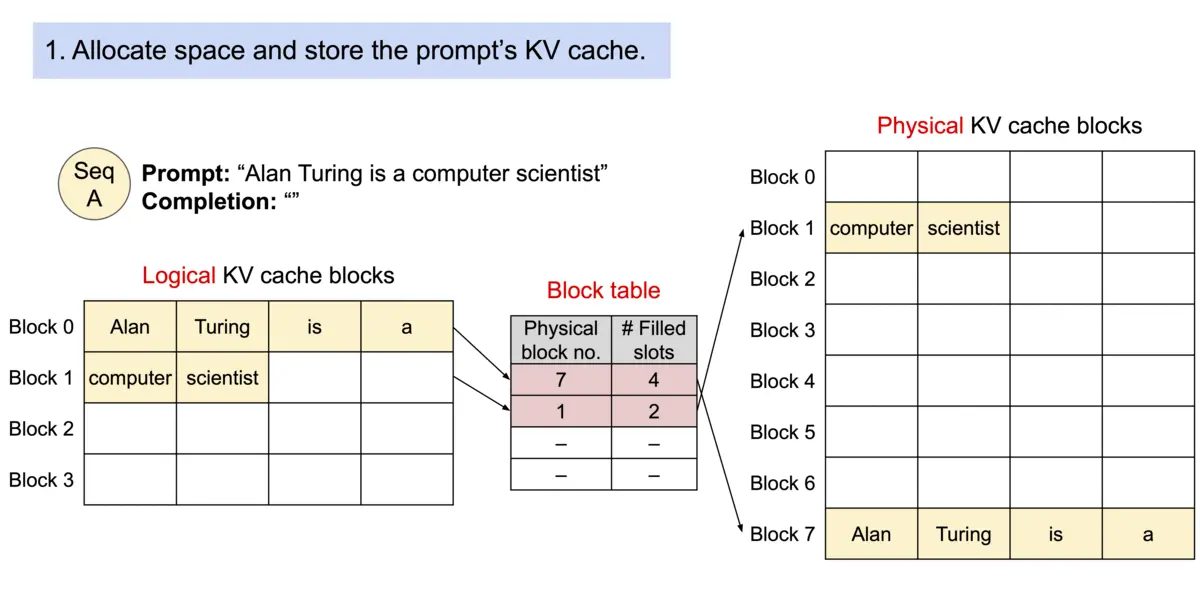 1. Allocate space and store the prompt’s KV cache.
Seq
A
Prompt: “Alan Turing is a computer scientist”
Completion: “”
Logical KV cache blocks
Block 0 Alan Turing is a
Block 1 computer scientist
Block 2
Block 3
Block table
Physical block no. # Filled slots
7 4
1 2
– –
– –
Physical KV cache blocks
Block 0
Block 1 computer scientist
Block 2
Block 3
Block 4
Block 5
Block 6
Block 7 Alan Turing is a